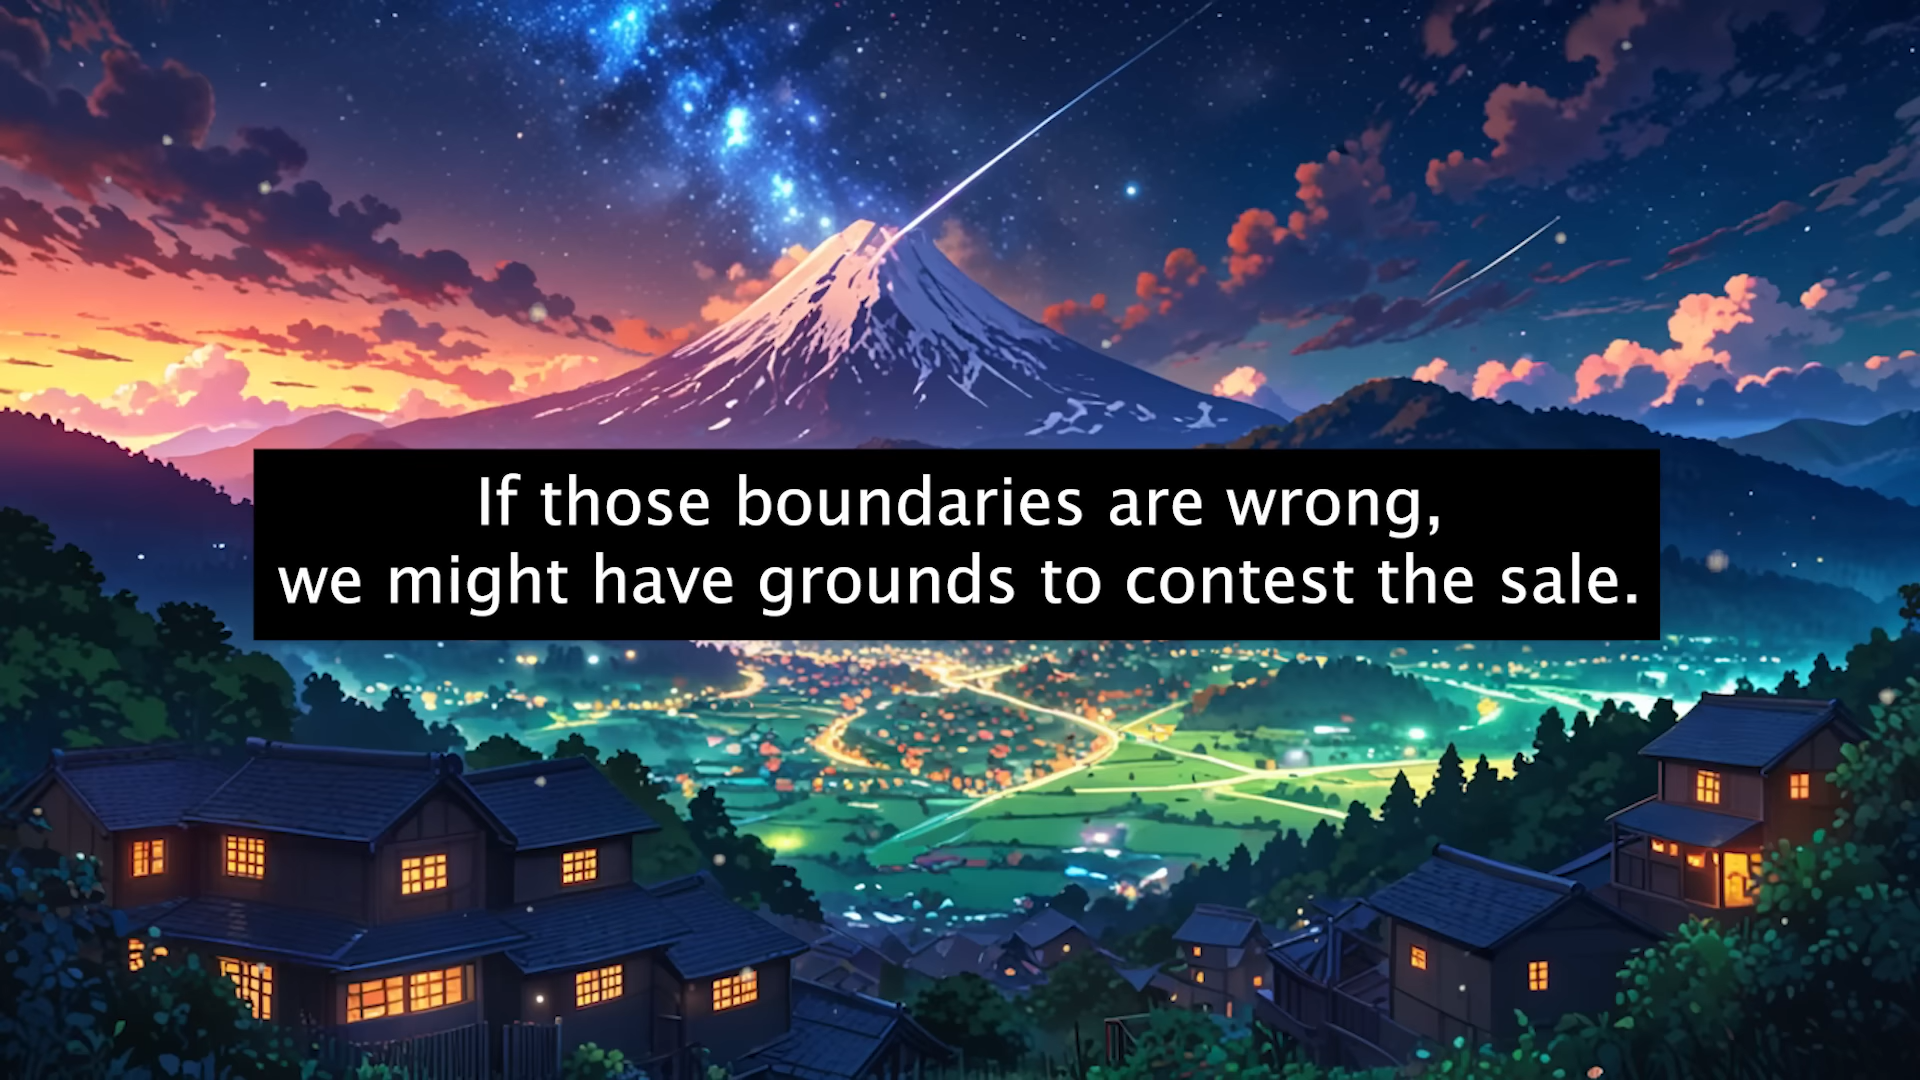 If those boundaries are wrong,
we might have grounds to contest the sale.